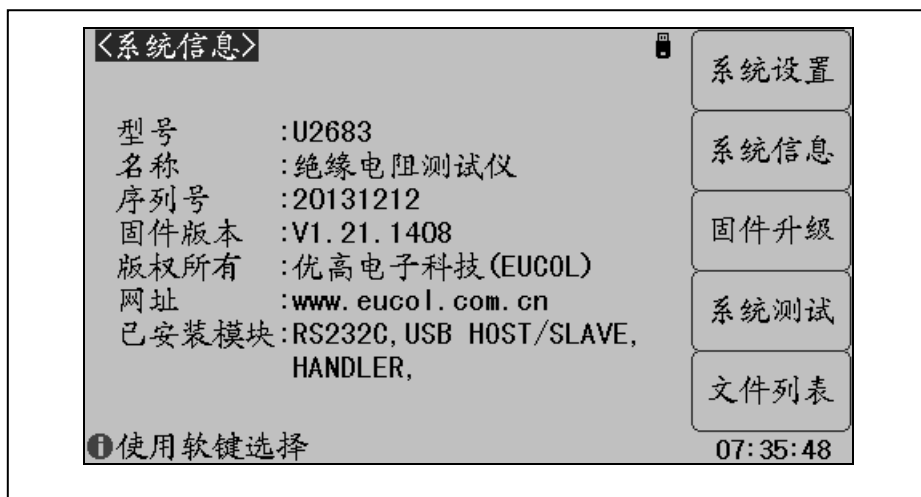 <系统信息>
型号 :U2683
名称 :绝缘电阻测试仪
序列号 :20131212
固件版本 :V1.21.1408
版权所有 :优高电子科技(EUCOL)
网址 :www.eucol.com.cn
已安装模块:RS232C,USB HOST/SLAVE,
HANDLER,
❶使用软键选择
系统设置
系统信息
固件升级
系统测试
文件列表
07:35:48